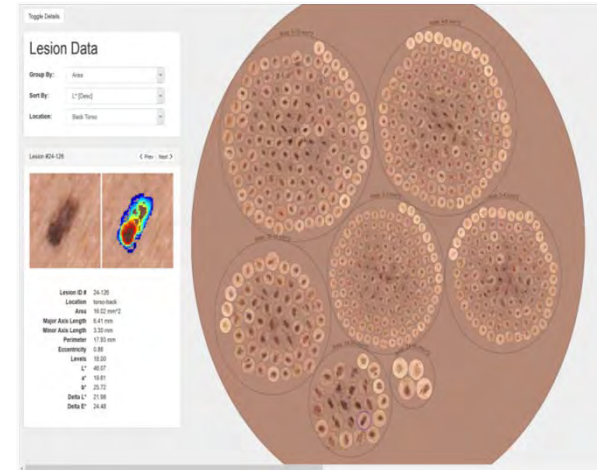 Toggle Details
Lesion Data
Group By: Area
Sort By: L* [Desc]
Location: Back Torso
Lesion #24-126
Prev Next
Lesion ID # 24-126
Location torso-back
Area 16.02 mm^2
Major Axis Length 6.41 mm
Minor Axis Length 3.30 mm
Perimeter 17.93 mm
Eccentricity 0.86
Levels 18.00
L* 46.07
a* 19.81
b* 25.72
Delta L* 21.98
Delta E* 24.48